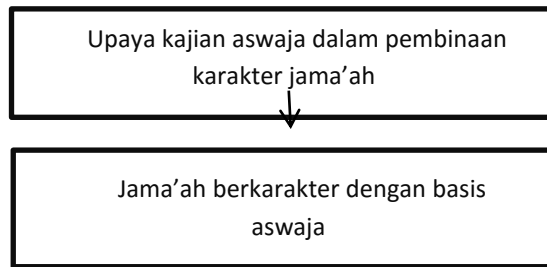 Upaya kajian aswaja dalam pembinaan
karakter jama’ah
Jama’ah berkarakter dengan basis
aswaja